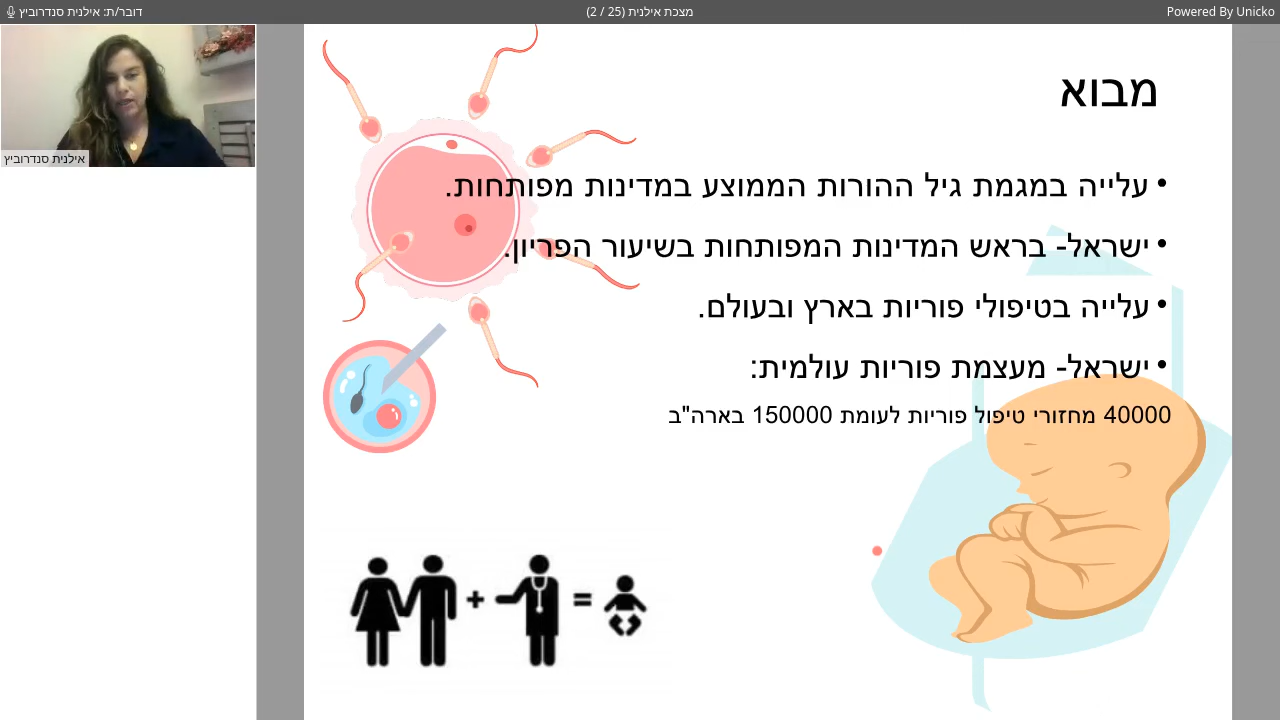 דובר/ת: אילנית סנדרוביץ
מצכת אילנית (25 / 2)
Powered By Unicko
אילנית סנדרוביץ
מבוא
• עלייה במגמת גיל ההורות הממוצע במדינות מפותחות.
• ישראל- בראש המדינות המפותחות בשיעור הפריון.
• עלייה בטיפולי פוריות בארץ ובעולם.
• ישראל- מעצמת פוריות עולמית:
40000 מחזורי טיפול פוריות לעומת 150000 בארה"ב